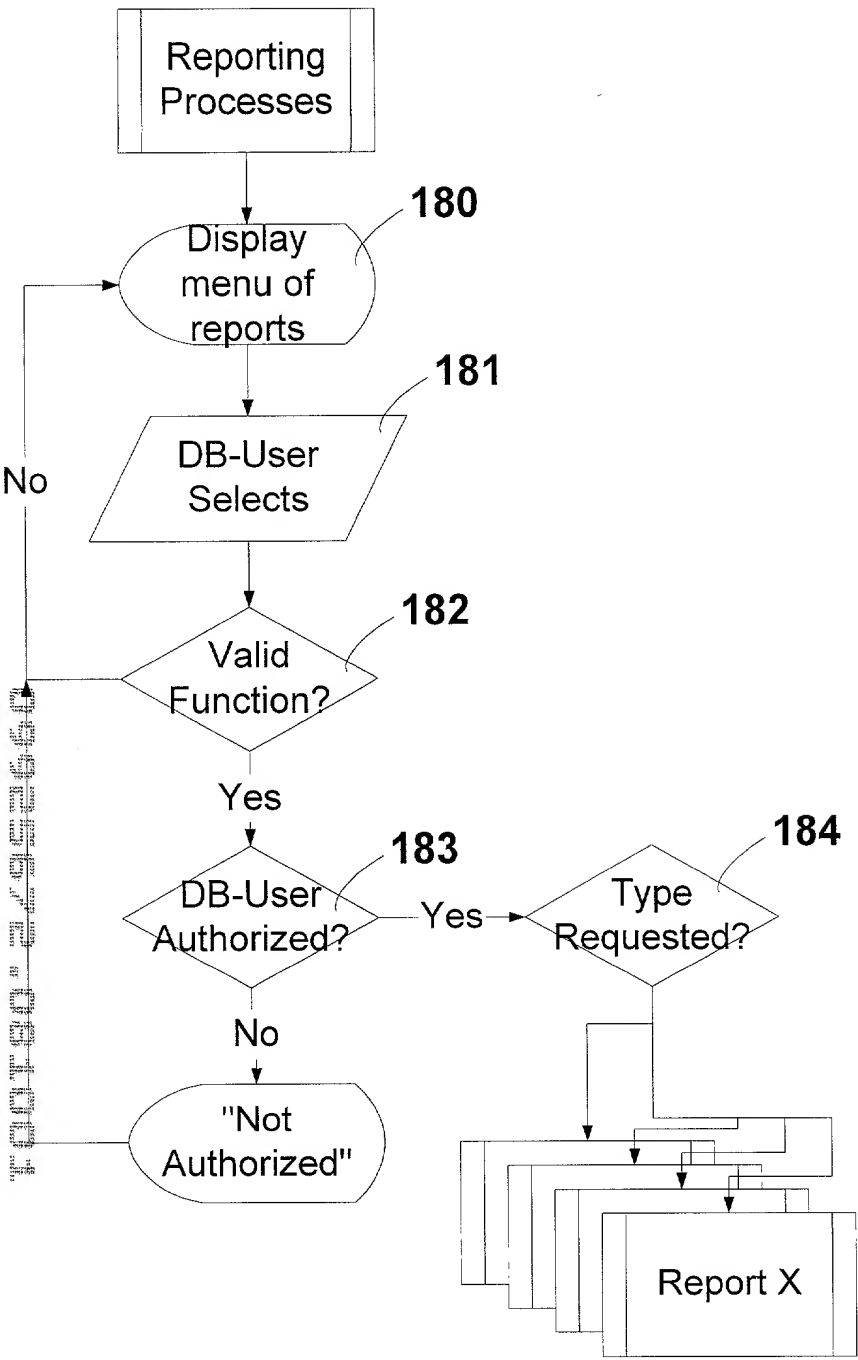 Reporting
Processes
180
Display
menu of
reports
181
DB-User
Selects
No
182
Valid
Function?
Yes
183
DB-User
Authorized?
Yes
184
Type
Requested?
No
"Not
Authorized"
Report X